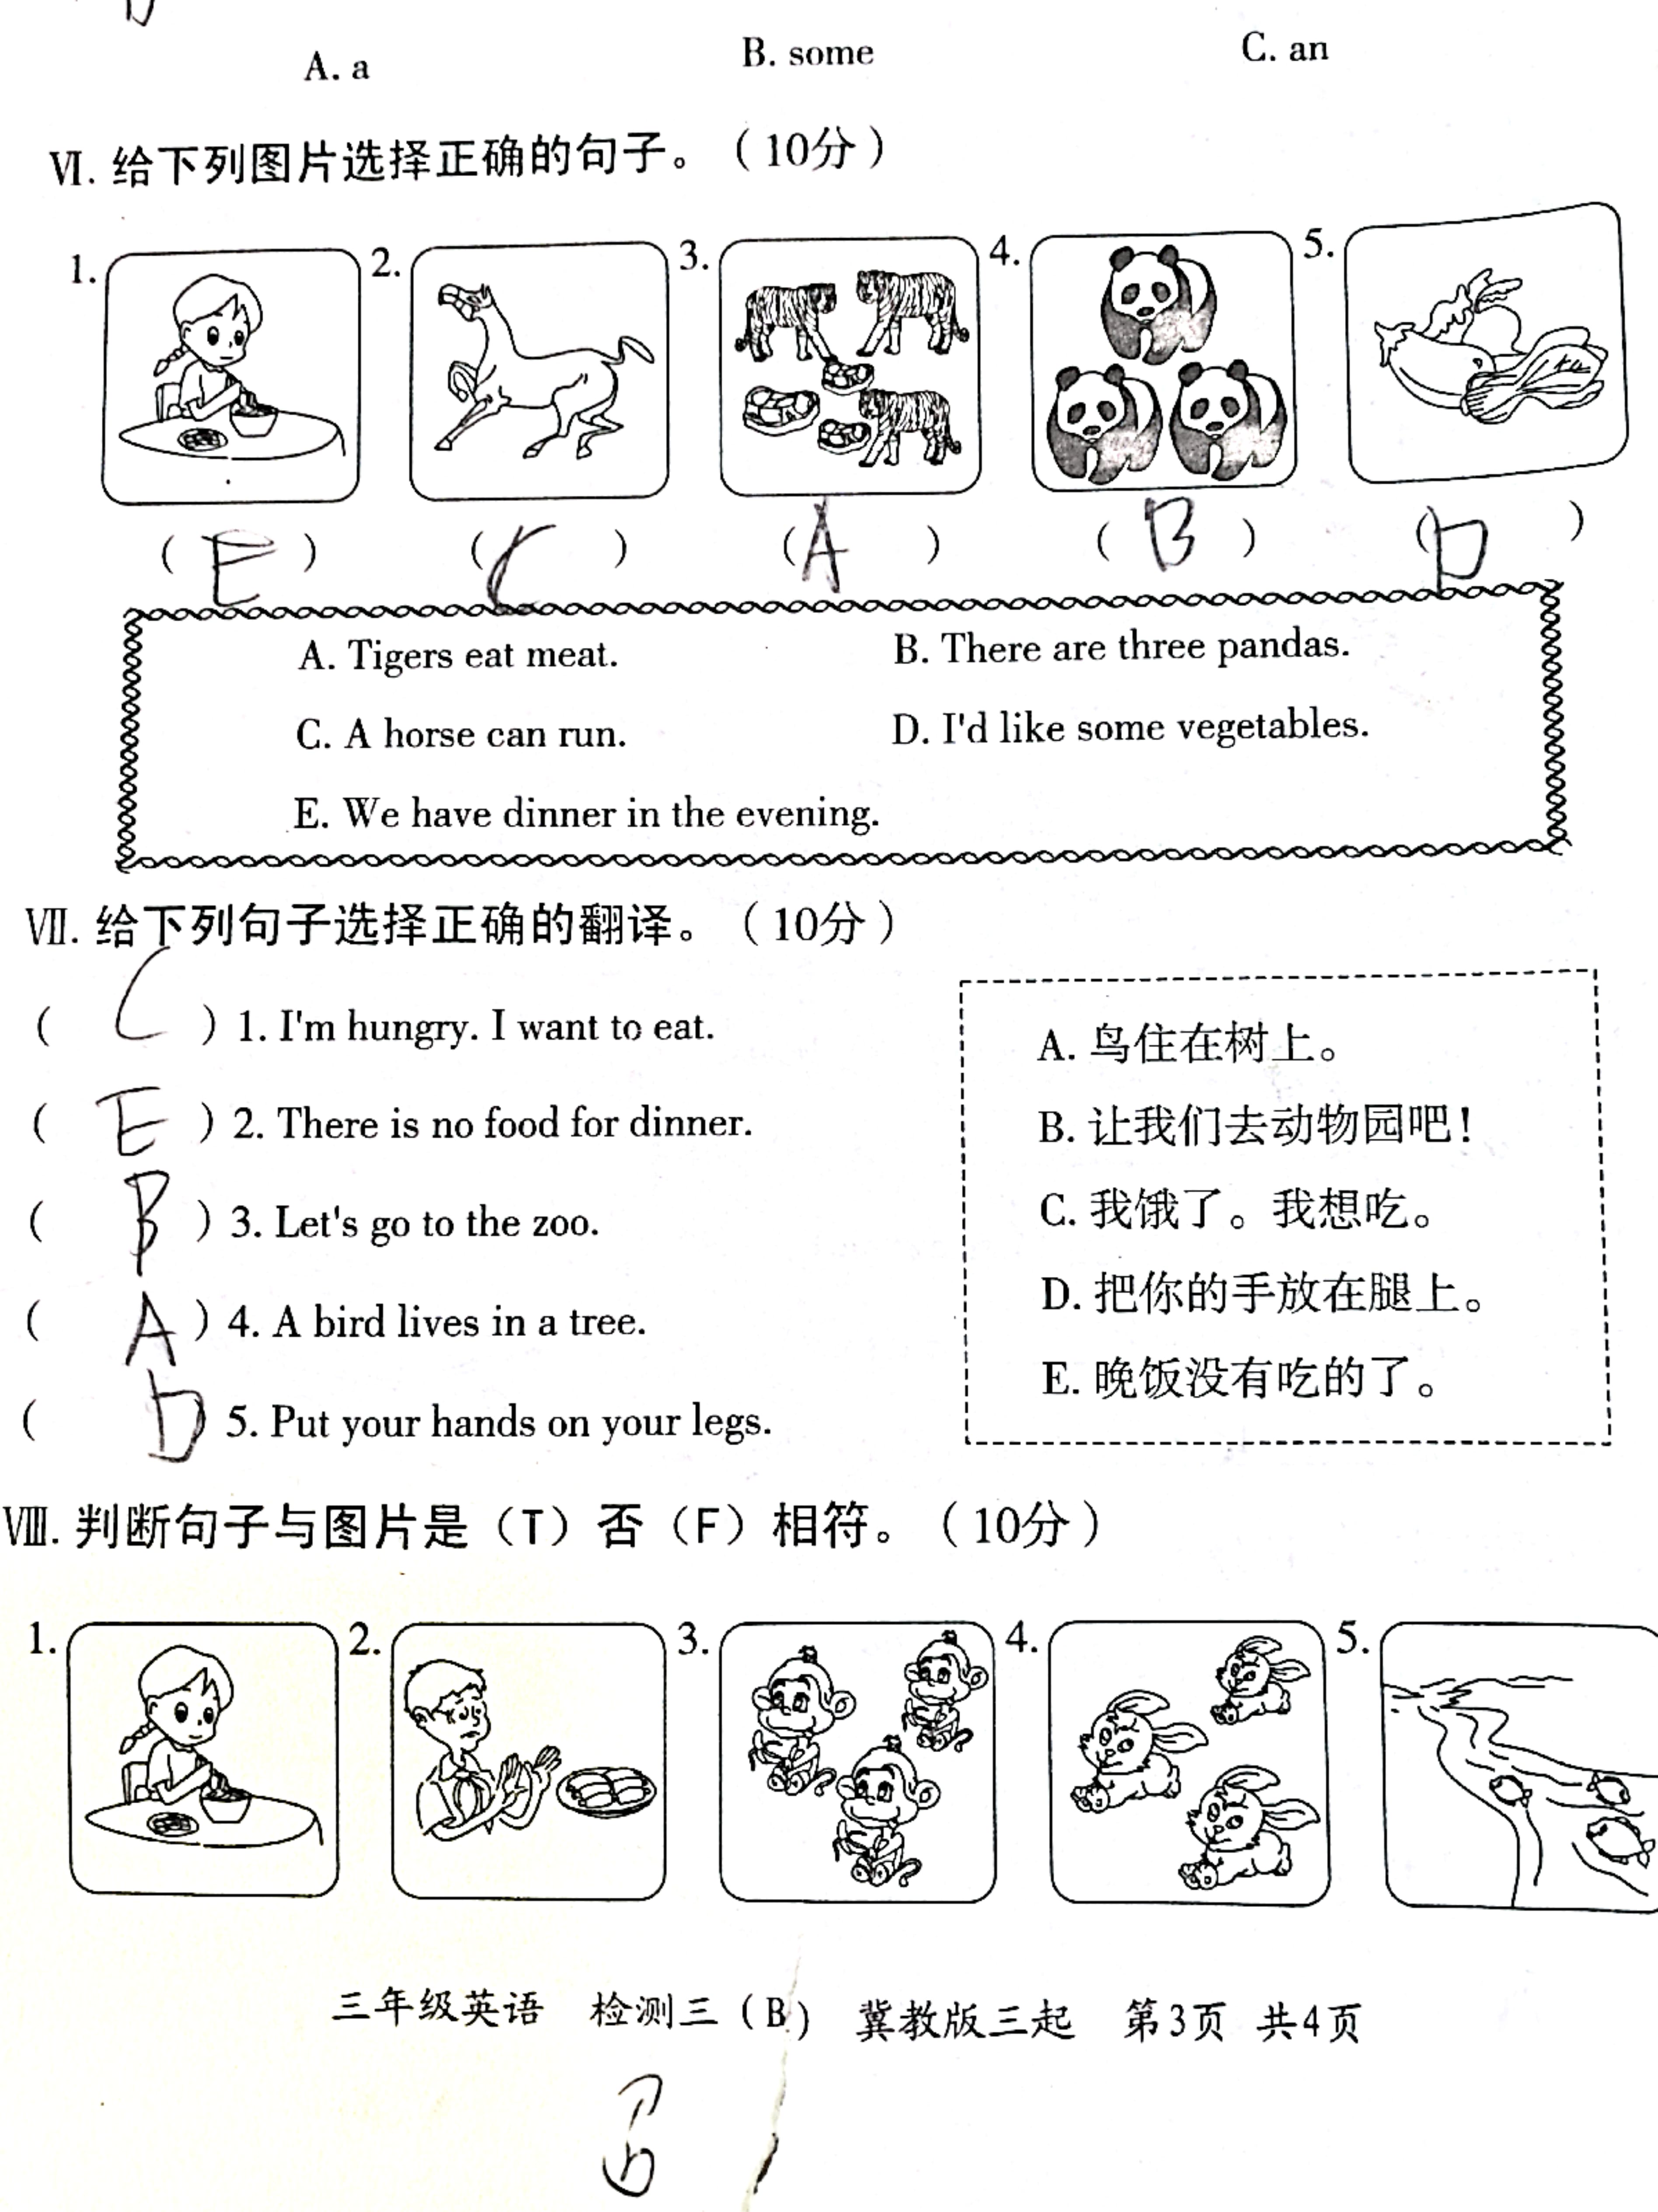 A. a B. some C. an
Ⅵ. 给下列图片选择正确的句子。（10分）
1. 2. 3. 4. 5.
( E ) ( C ) ( A ) ( B ) ( D )
A. Tigers eat meat. B. There are three pandas.
C. A horse can run. D. I'd like some vegetables.
E. We have dinner in the evening.
Ⅶ. 给下列句子选择正确的翻译。（10分）
( C ) 1. I'm hungry. I want to eat.
( E ) 2. There is no food for dinner.
( B ) 3. Let's go to the zoo.
( A ) 4. A bird lives in a tree.
( D ) 5. Put your hands on your legs.
A. 鸟住在树上。
B. 让我们去动物园吧！
C. 我饿了。我想吃。
D. 把你的手放在腿上。
E. 晚饭没有吃的了。
Ⅷ. 判断句子与图片是（T）否（F）相符。（10分）
1. 2. 3. 4. 5.
三年级英语 检测三（B） 冀教版三起 第3页 共4页